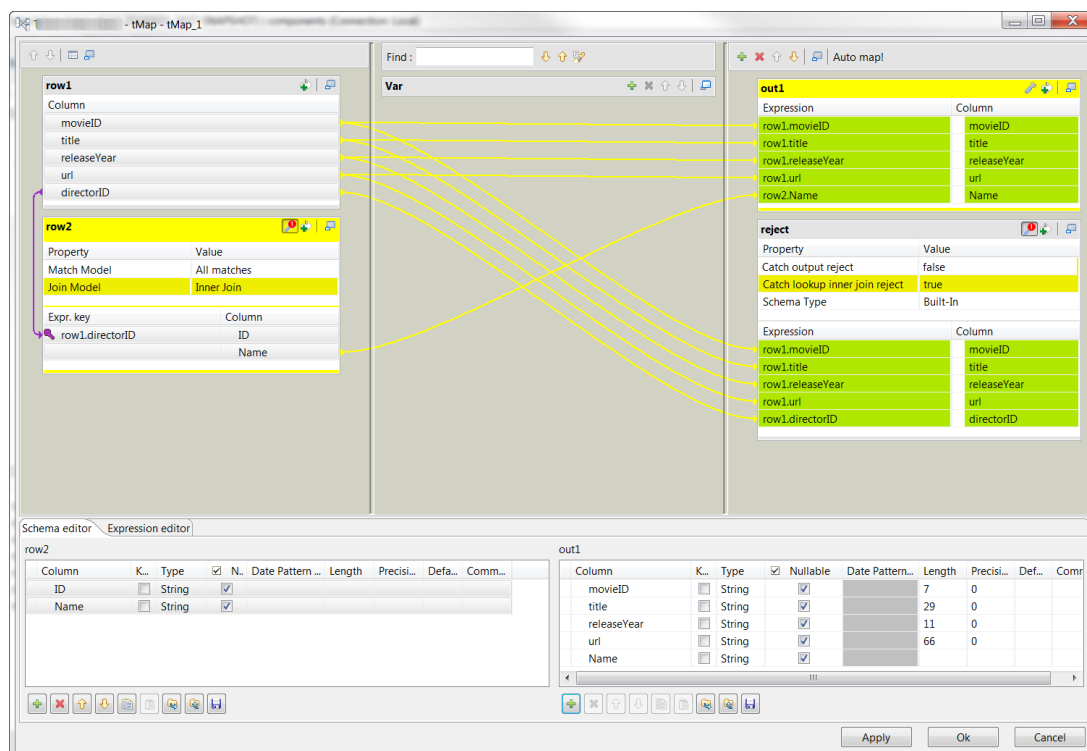 - tMap - tMap_1
Find :
Auto map!
row1
Column
movieID
title
releaseYear
url
directorID
row2
Property Value
Match Model All matches
Join Model Inner Join
Expr. key Column
row1.directorID ID
Name
Var
out1
Expression Column
row1.movieID movieID
row1.title title
row1.releaseYear releaseYear
row1.url url
row2.Name Name
reject
Property Value
Catch output reject false
Catch lookup inner join reject true
Schema Type Built-In
Expression Column
row1.movieID movieID
row1.title title
row1.releaseYear releaseYear
row1.url url
row1.directorID directorID
Schema editor Expression editor
row2
Column K... Type N.. Date Pattern ... Length Precisi... Defa... Comm...
ID String
Name String
out1
Column K... Type Nullable Date Pattern... Length Precisi... Def... Comr
movieID String 7 0
title String 29 0
releaseYear String 11 0
url String 66 0
Name String
Apply Ok Cancel